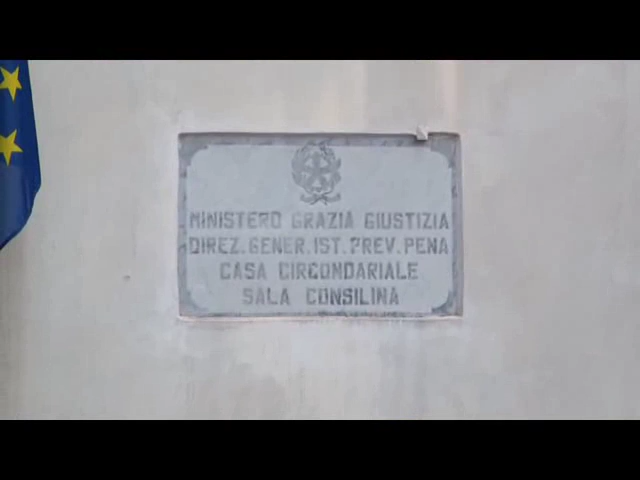 MINISTERO GRAZIA GIUSTIZIA
DIREZ. GENER. IST. PREV. PENA
CASA CIRCONDARIALE
SALA CONSILINA